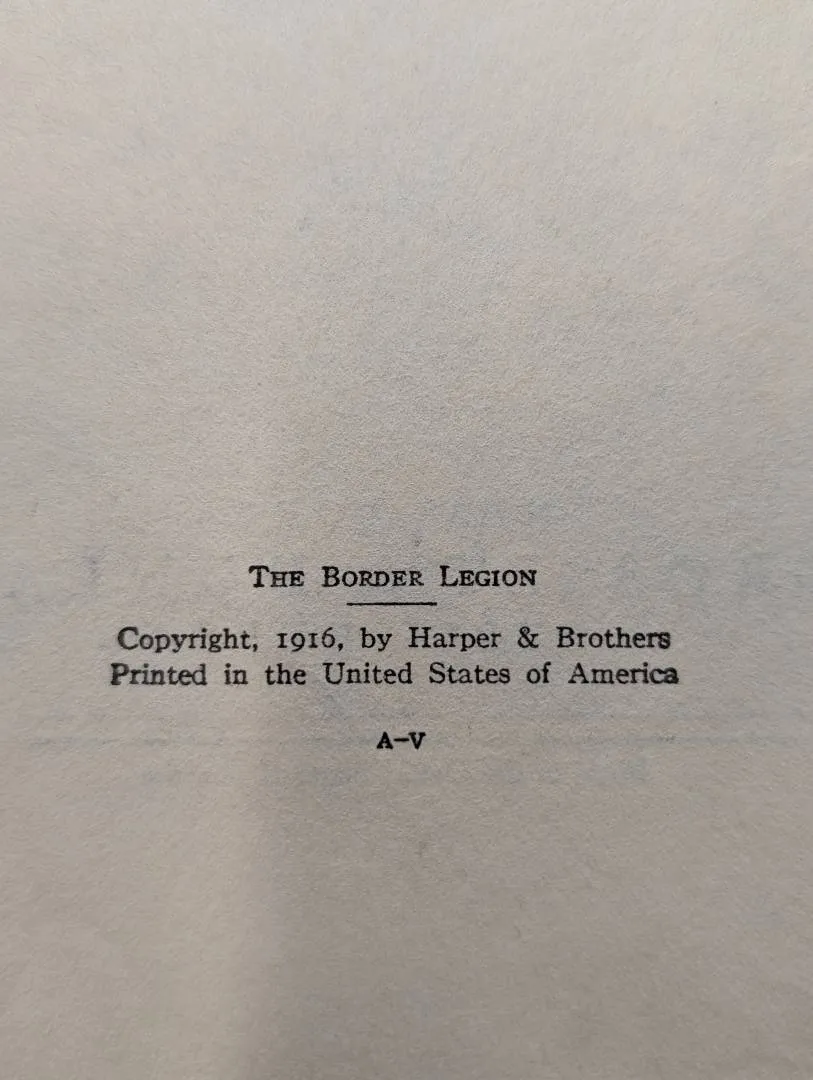 The Border Legion
Copyright, 1916, by Harper & Brothers
Printed in the United States of America
A–V